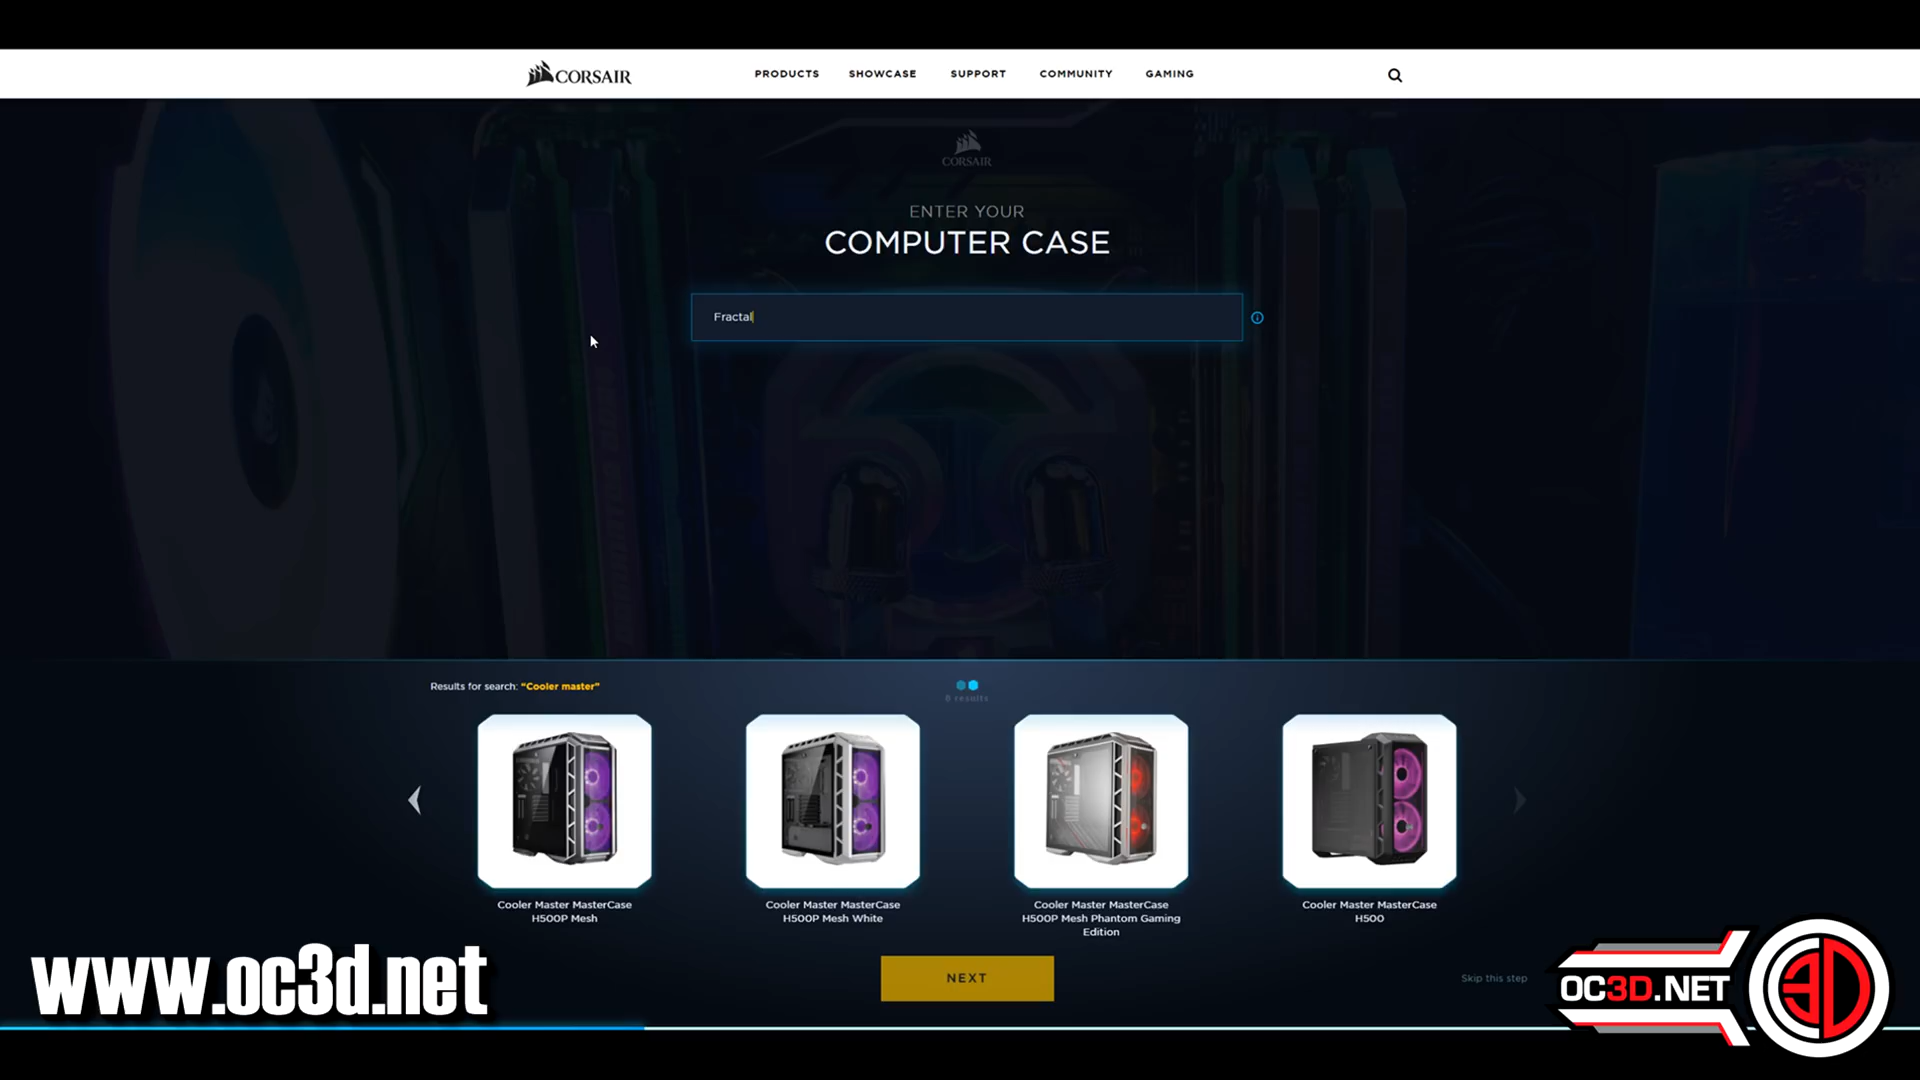 CORSAIR
PRODUCTS SHOWCASE SUPPORT COMMUNITY GAMING
CORSAIR
ENTER YOUR
COMPUTER CASE
Fractal
Results for search: "Cooler master"
8 results
Cooler Master MasterCase
H500P Mesh
Cooler Master MasterCase
H500P Mesh White
Cooler Master MasterCase
H500P Mesh Phantom Gaming
Edition
Cooler Master MasterCase
H500
NEXT
Skip this step
www.oc3d.net
OC3D.NET
3D